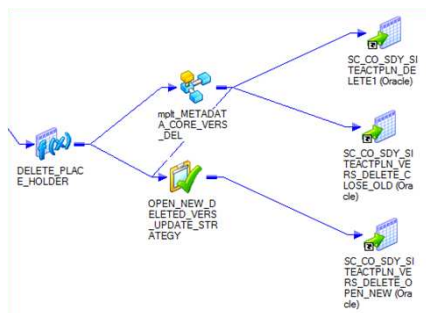 SC_CO_SDY_SI
TEACTPLN_DE
LETE1 (Oracle)
mplt_METADAT
A_CORE_VERS
_DEL
f(x)
DELETE_PLAC
E_HOLDER
SC_CO_SDY_SI
TEACTPLN_VE
RS_DELETE_C
LOSE_OLD (Ora
cle)
OPEN_NEW_D
ELETED_VERS
_UPDATE_STR
ATEGY
SC_CO_SDY_SI
TEACTPLN_VE
RS_DELETE_O
PEN_NEW (Ora
cle)